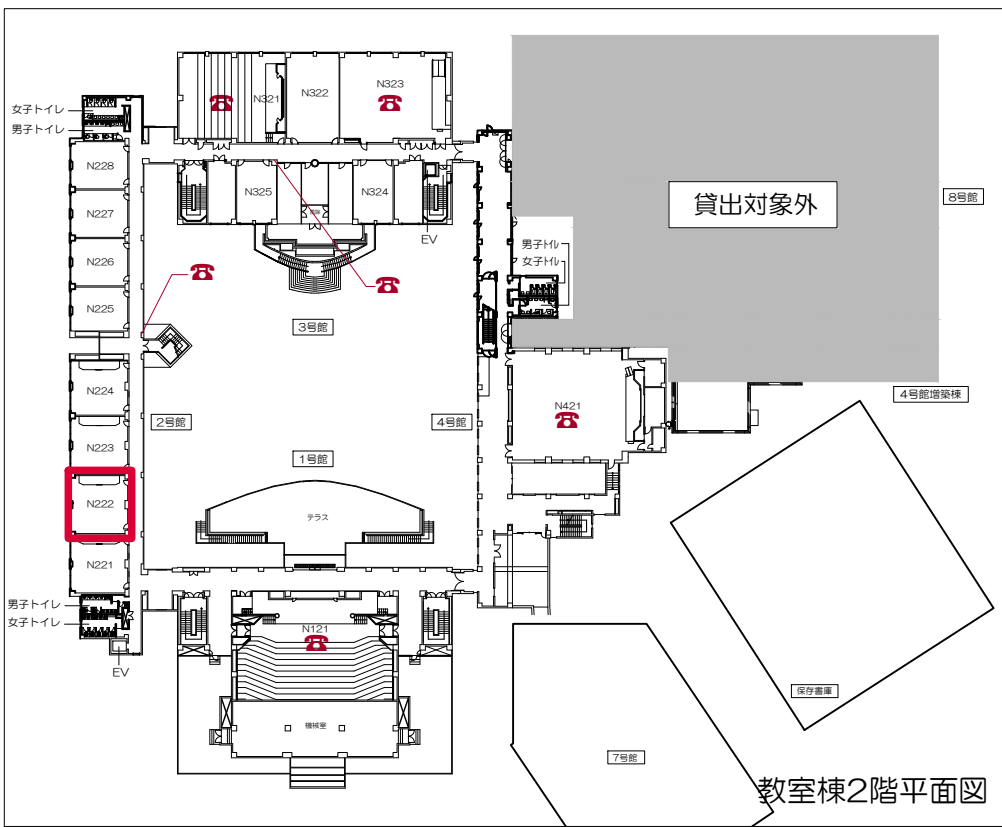 N321
N322
N323
女子トイレ
男子トイレ
N228
N227
N226
N225
N325
N324
EV
貸出対象外
8号館
男子トイレ
女子トイレ
3号館
N224
N223
N222
N221
2号館
4号館
1号館
テラス
N421
4号館増築棟
男子トイレ
女子トイレ
EV
N121
機械室
保存書庫
7号館
教室棟2階平面図